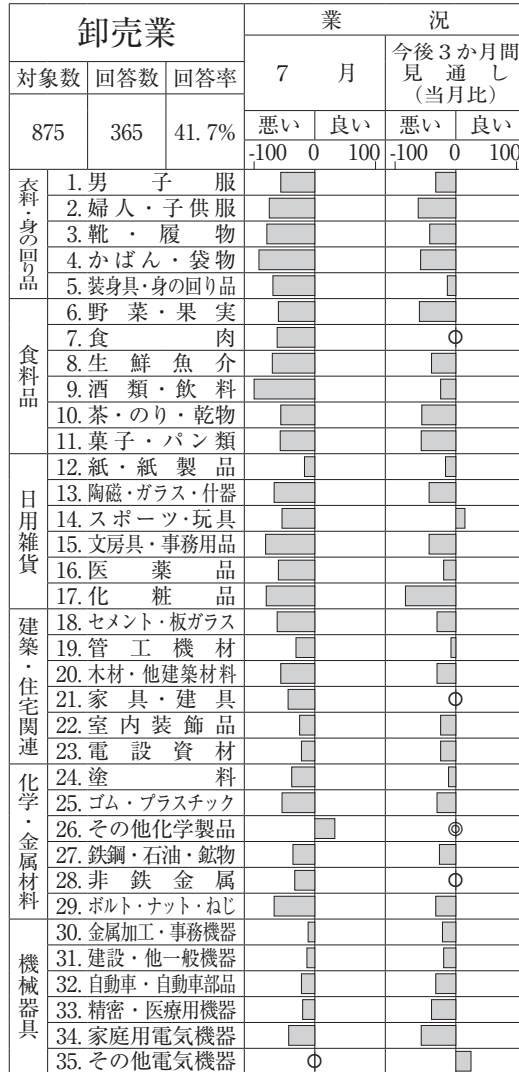 卸売業
対象数 回答数 回答率
875 365 41.7%
業況
7月
今後3か月間
見通し
(当月比)
悪い 良い 悪い 良い
-100 0 100 -100 0 100
衣料・身の回り品
1.男子服
2.婦人・子供服
3.靴・履物
4.かばん・袋物
5.装身具・身の回り品
食料品
6.野菜・果実
7.食肉
8.生鮮魚介
9.酒類・飲料
10.茶・のり・乾物
11.菓子・パン類
日用雑貨
12.紙・紙製品
13.陶磁・ガラス・什器
14.スポーツ・玩具
15.文房具・事務用品
16.医薬品
17.化粧品
建築・住宅関連
18.セメント・板ガラス
19.管工機材
20.木材・他建築材料
21.家具・建具
22.室内装飾品
23.電設資材
化学・金属材料
24.塗料
25.ゴム・プラスチック
26.その他化学製品
27.鉄鋼・石油・鉱物
28.非鉄金属
29.ボルト・ナット・ねじ
機械器具
30.金属加工・事務機器
31.建設・他一般機器
32.自動車・自動車部品
33.精密・医療用機器
34.家庭用電気機器
35.その他電気機器